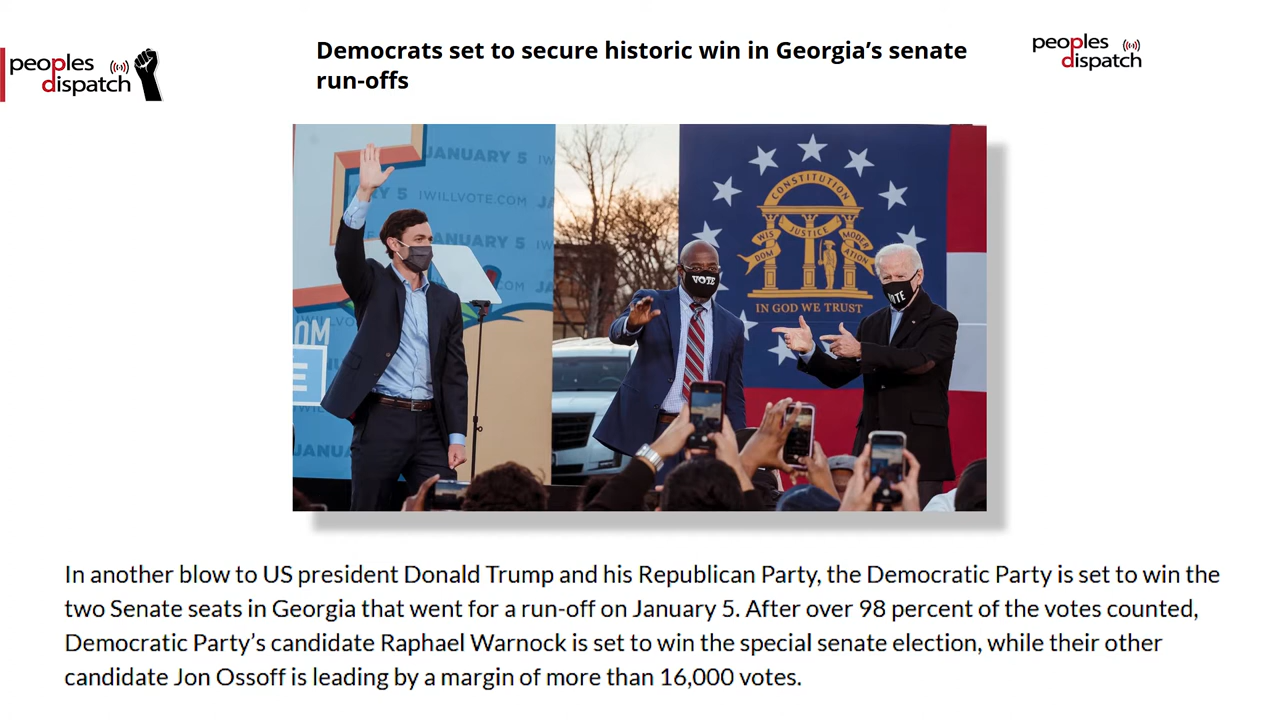 peoples
dispatch
Democrats set to secure historic win in Georgia's senate
run-offs
peoples
dispatch
JANUARY 5
IWILLVOTE.COM
JANUARY 5
VOTE
VOTE
CONSTITUTION
WISDOM
JUSTICE
MODERATION
IN GOD WE TRUST
In another blow to US president Donald Trump and his Republican Party, the Democratic Party is set to win the
two Senate seats in Georgia that went for a run-off on January 5. After over 98 percent of the votes counted,
Democratic Party's candidate Raphael Warnock is set to win the special senate election, while their other
candidate Jon Ossoff is leading by a margin of more than 16,000 votes.